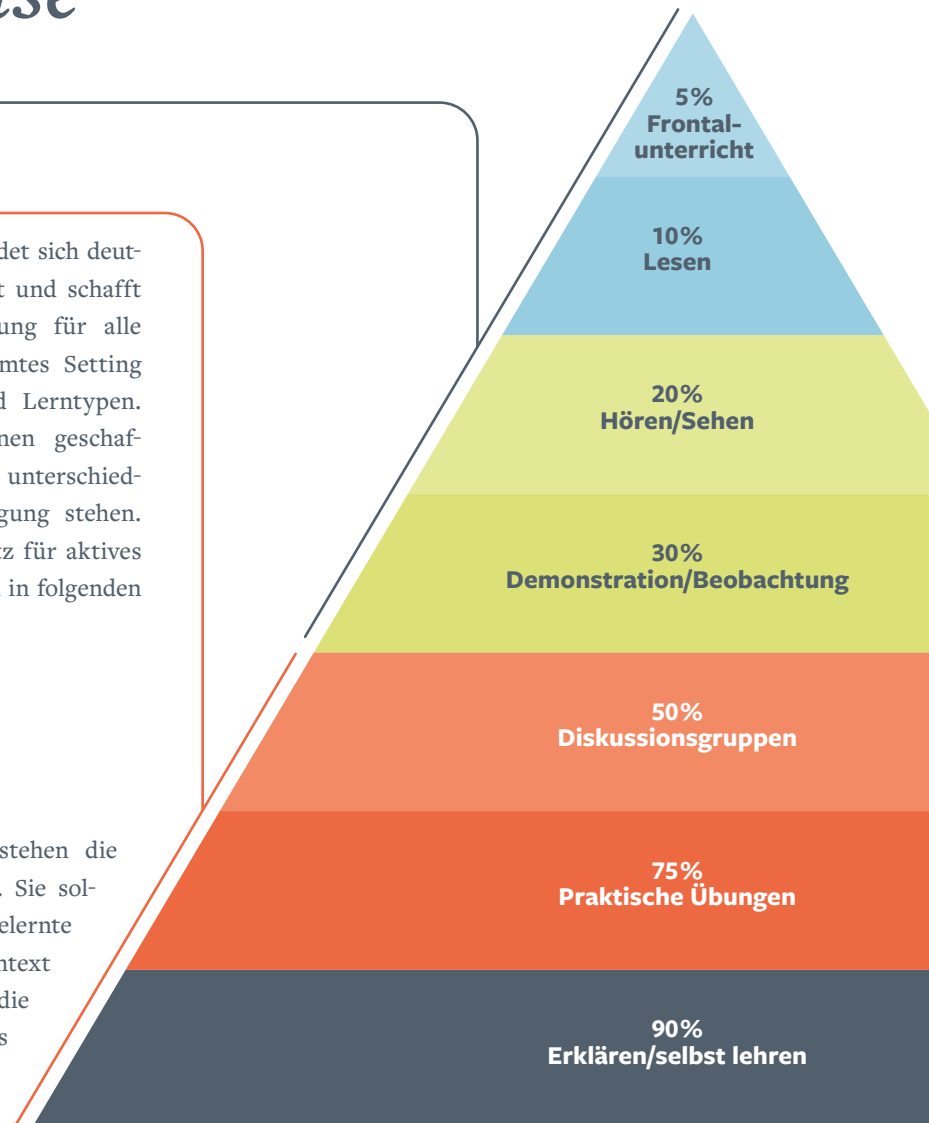 det sich deut-
und schafft
ung für alle
mtes Setting
Lerntypen.
nen geschaf-
unterschied-
gung stehen.
tz für aktives
in folgenden
stehen die
. Sie sol-
elernte
ntext
die
s
5%
Frontal-
unterricht
10%
Lesen
20%
Hören/Sehen
30%
Demonstration/Beobachtung
50%
Diskussionsgruppen
75%
Praktische Übungen
90%
Erklären/selbst lehren